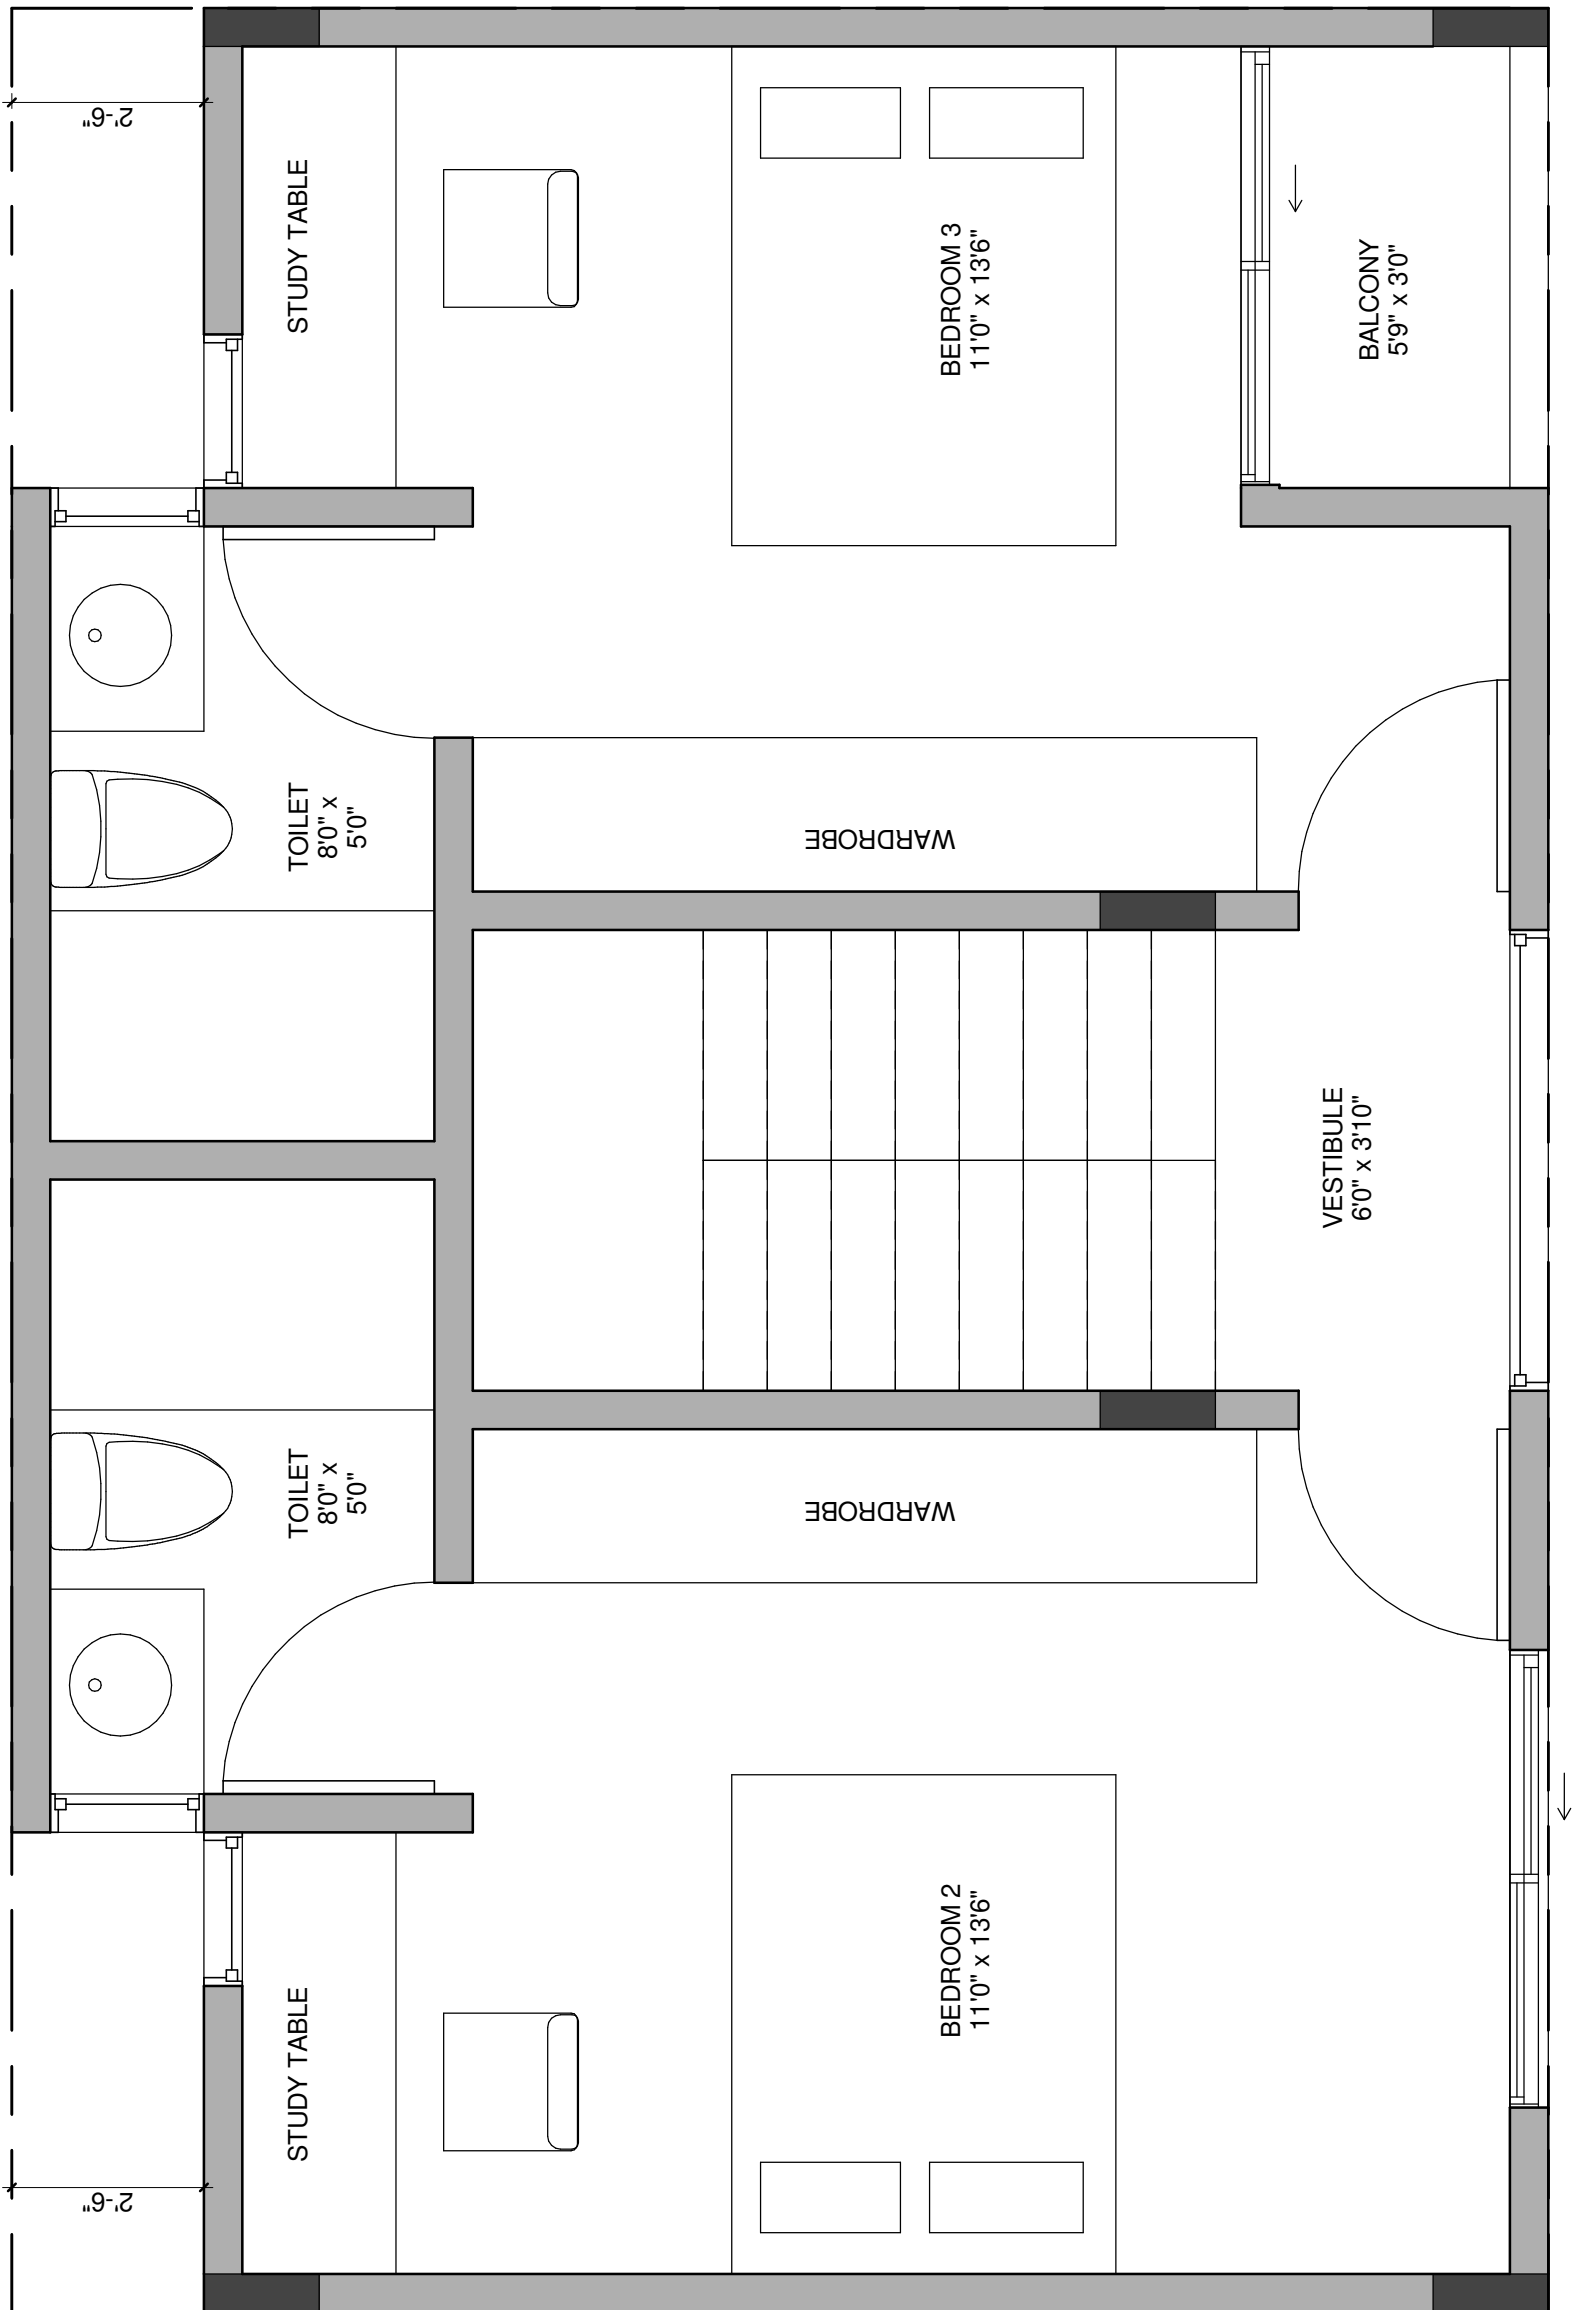 2'-6"
STUDY TABLE
BEDROOM 3
11'0" x 13'6"
BALCONY
5'9" x 3'0"
TOILET
8'0" x
5'0"
WARDROBE
VESTIBULE
6'0" x 3'10"
TOILET
8'0" x
5'0"
WARDROBE
BEDROOM 2
11'0" x 13'6"
STUDY TABLE
2'-6"